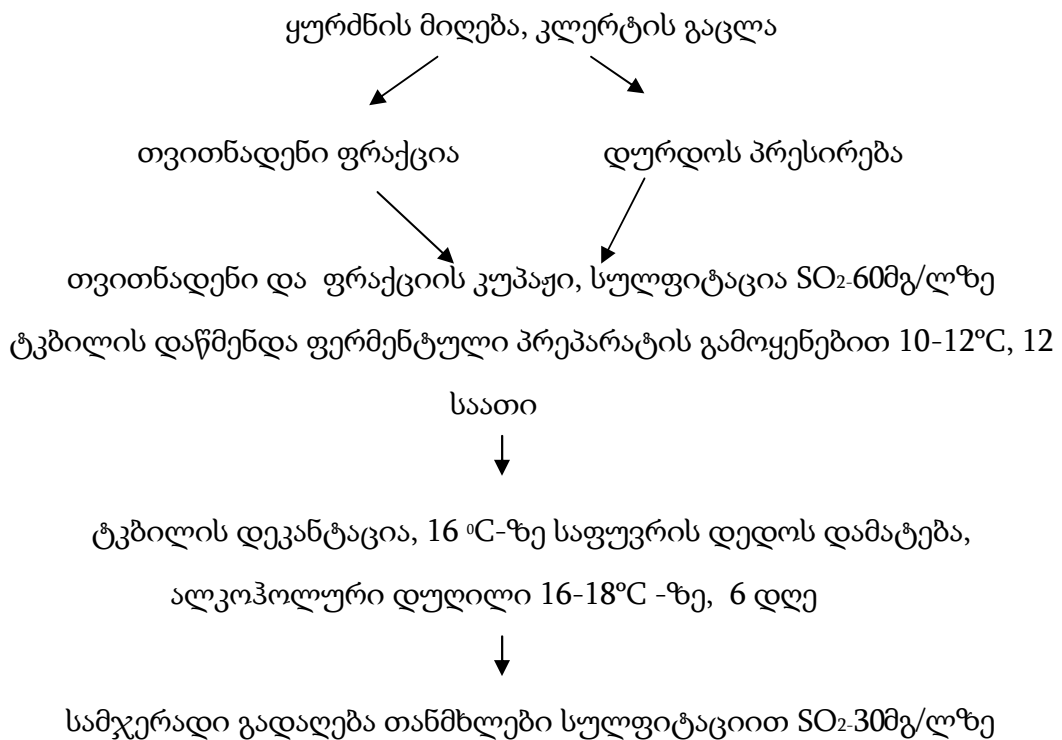 ყურძნის მიღება, კლერტის გაცლა
თვითნადენი ფრაქცია
დურდოს პრესირება
თვითნადენი და ფრაქციის კუპაჟი, სულფიტაცია SO₂-60მგ/ლზე
ტკბილის დაწმენდა ფერმენტული პრეპარატის გამოყენებით 10-12ºC, 12
საათი
ტკბილის დეკანტაცია, 16 ⁰C-ზე საფუვრის დედოს დამატება,
ალკოჰოლური დუღილი 16-18ºC -ზე, 6 დღე
სამჯერადი გადაღება თანმხლები სულფიტაციით SO₂-30მგ/ლზე